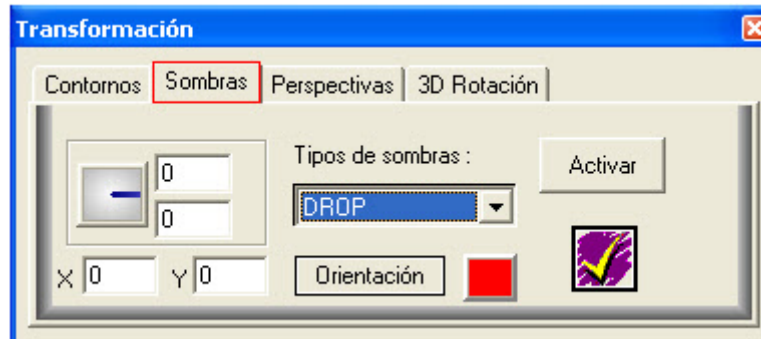 Transformación
Contornos Sombras Perspectivas 3D Rotación
0 Tipos de sombras : Activar
0 DROP
X 0 Y 0 Orientación